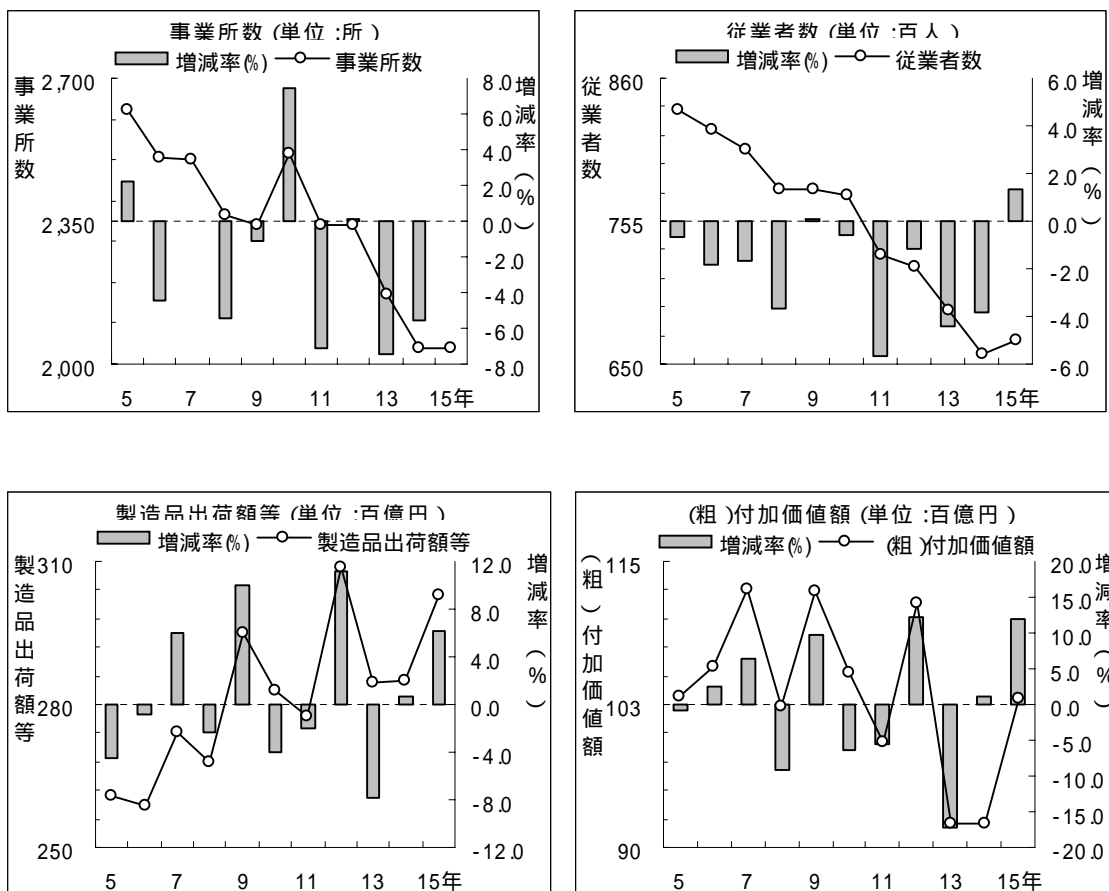 事業所数 (単位 :所 )
増減率(%) 事業所数
事業所数
2,700
2,350
2,000
8.0
6.0
4.0
2.0
0.0
-2.0
-4.0
-6.0
-8.0
増減率(%)
5 7 9 11 13 15年
従業者数 (単位 :百人 )
増減率(%) 従業者数
従業者数
860
755
650
6.0
4.0
2.0
0.0
-2.0
-4.0
-6.0
増減率(%)
5 7 9 11 13 15年
製造品出荷額等 (単位 :百億円 )
増減率(%) 製造品出荷額等
製造品出荷額等
310
280
250
12.0
8.0
4.0
0.0
-4.0
-8.0
-12.0
増減率(%)
5 7 9 11 13 15年
(粗 )付加価値額 (単位 :百億円 )
増減率(%) (粗 )付加価値額
(粗)付加価値額
115
103
90
20.0
15.0
10.0
5.0
0.0
-5.0
-10.0
-15.0
-20.0
増減率(%)
5 7 9 11 13 15年